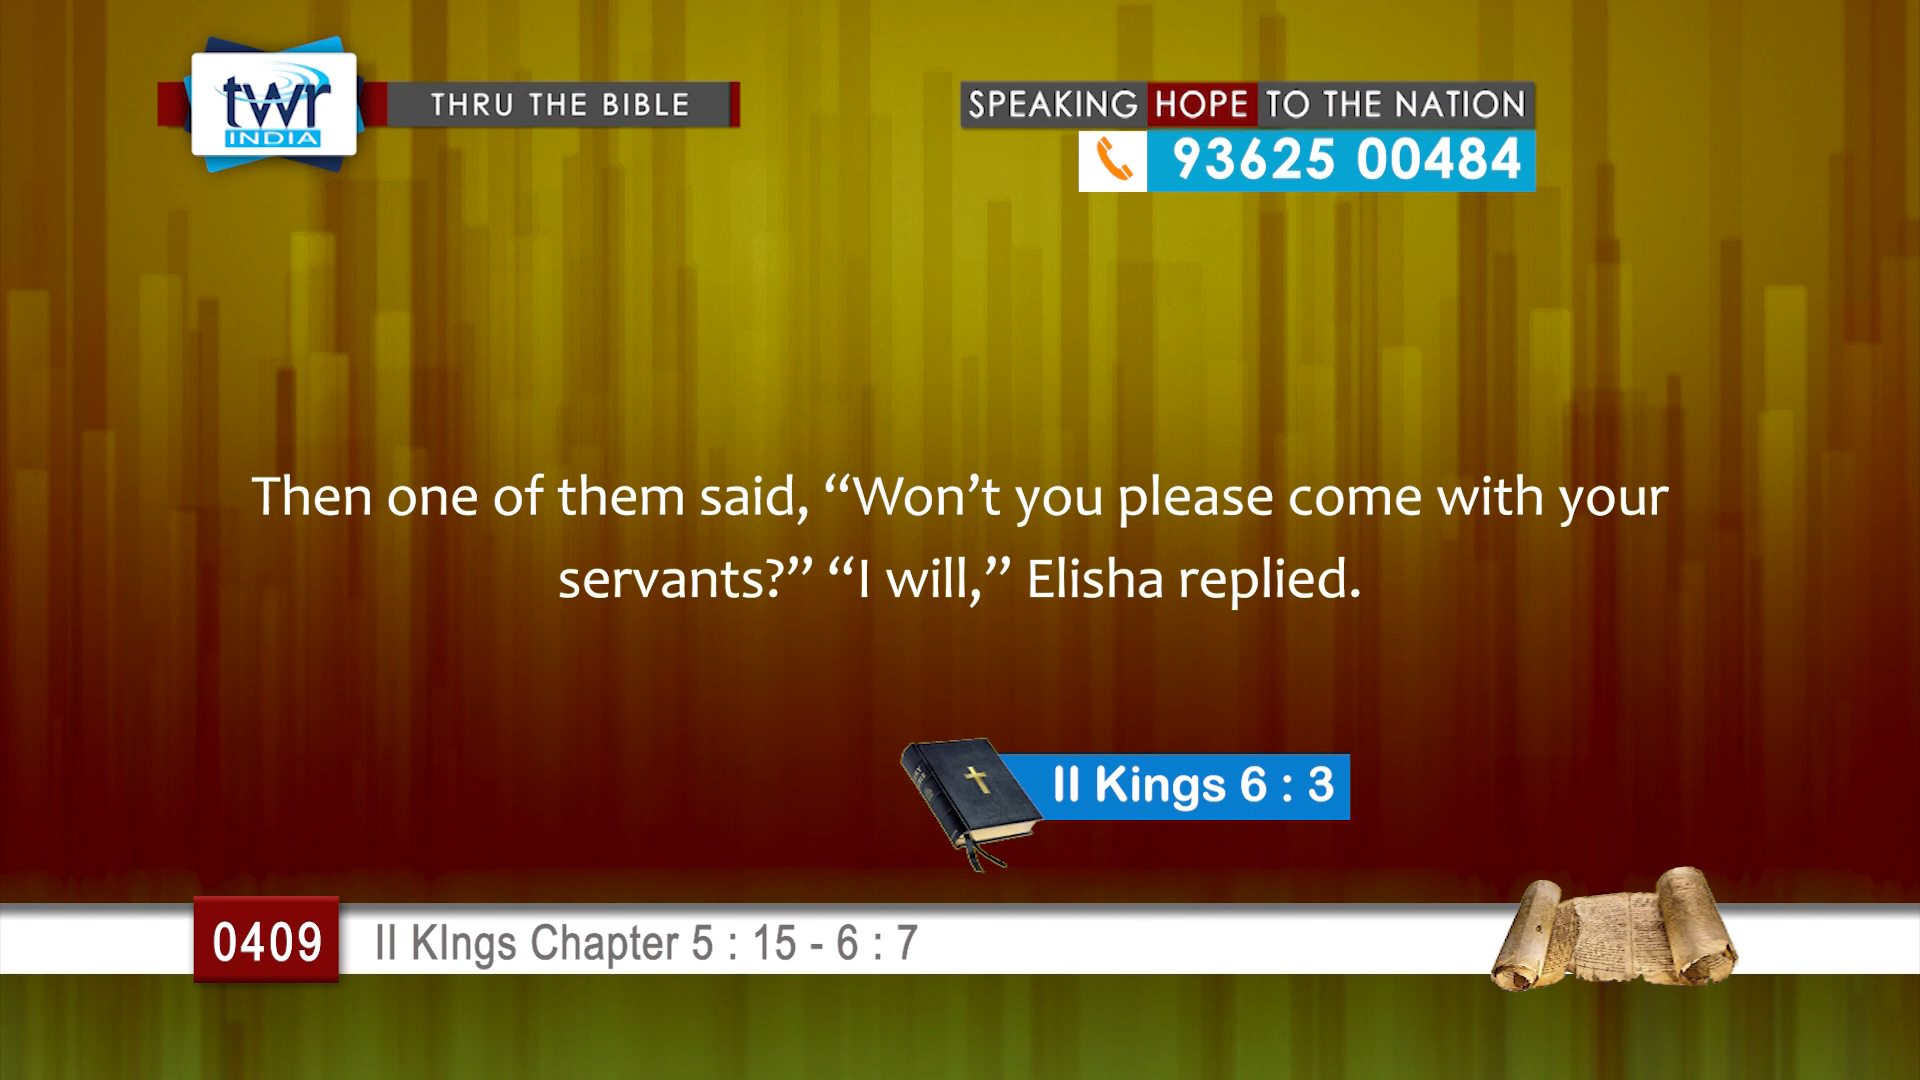 twr
INDIA
THRU THE BIBLE
SPEAKING HOPE TO THE NATION
93625 00484
Then one of them said, “Won’t you please come with your
servants?” “I will,” Elisha replied.
II Kings 6 : 3
0409
II KIngs Chapter 5 : 15 - 6 : 7